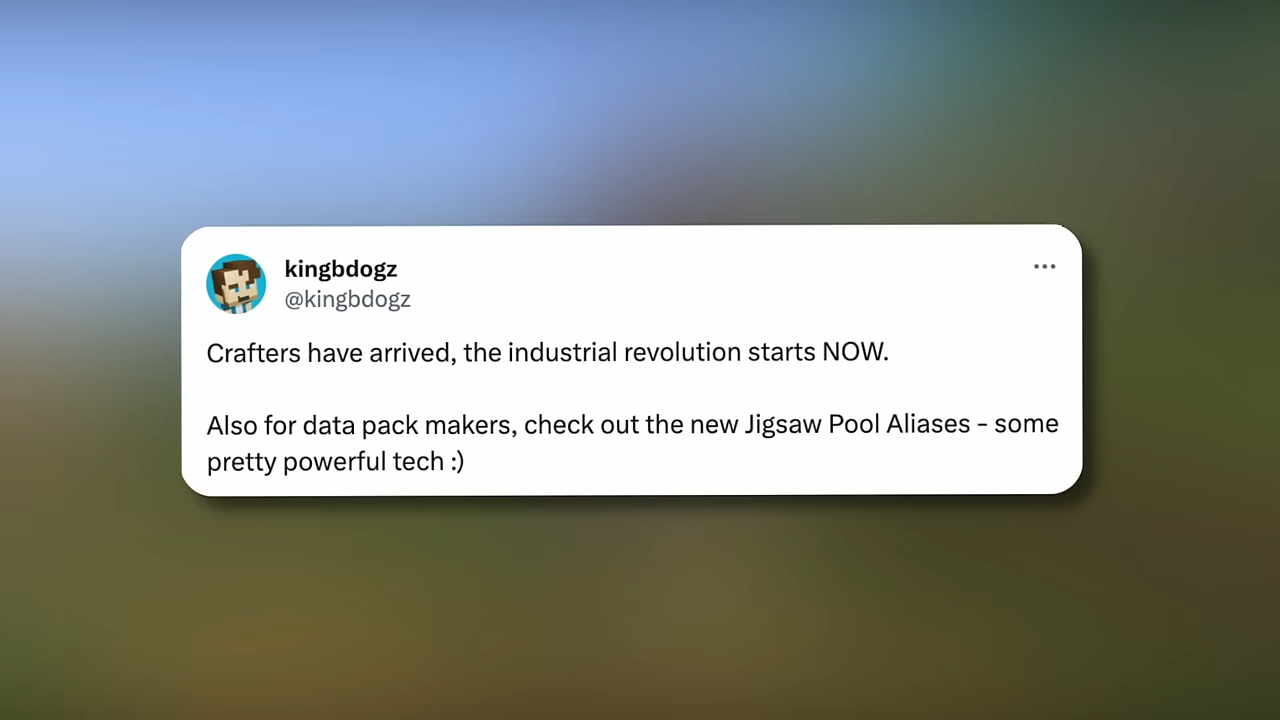 kingbdogz
@kingbdogz
Crafters have arrived, the industrial revolution starts NOW.
Also for data pack makers, check out the new Jigsaw Pool Aliases - some
pretty powerful tech :)